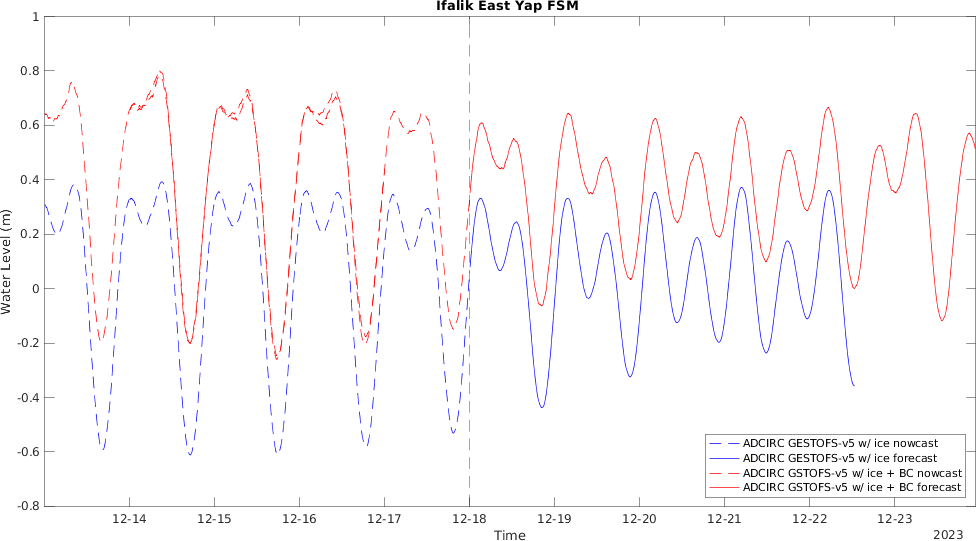 Ifalik East Yap FSM
1
0.8
0.6
0.4
0.2
0
-0.2
-0.4
-0.6
-0.8
Water Level (m)
ADCIRC GESTOFS-v5 w/ ice nowcast
ADCIRC GESTOFS-v5 w/ ice forecast
ADCIRC GSTOFS-v5 w/ ice + BC nowcast
ADCIRC GSTOFS-v5 w/ ice + BC forecast
12-14 12-15 12-16 12-17 12-18 12-19 12-20 12-21 12-22 12-23
Time
2023